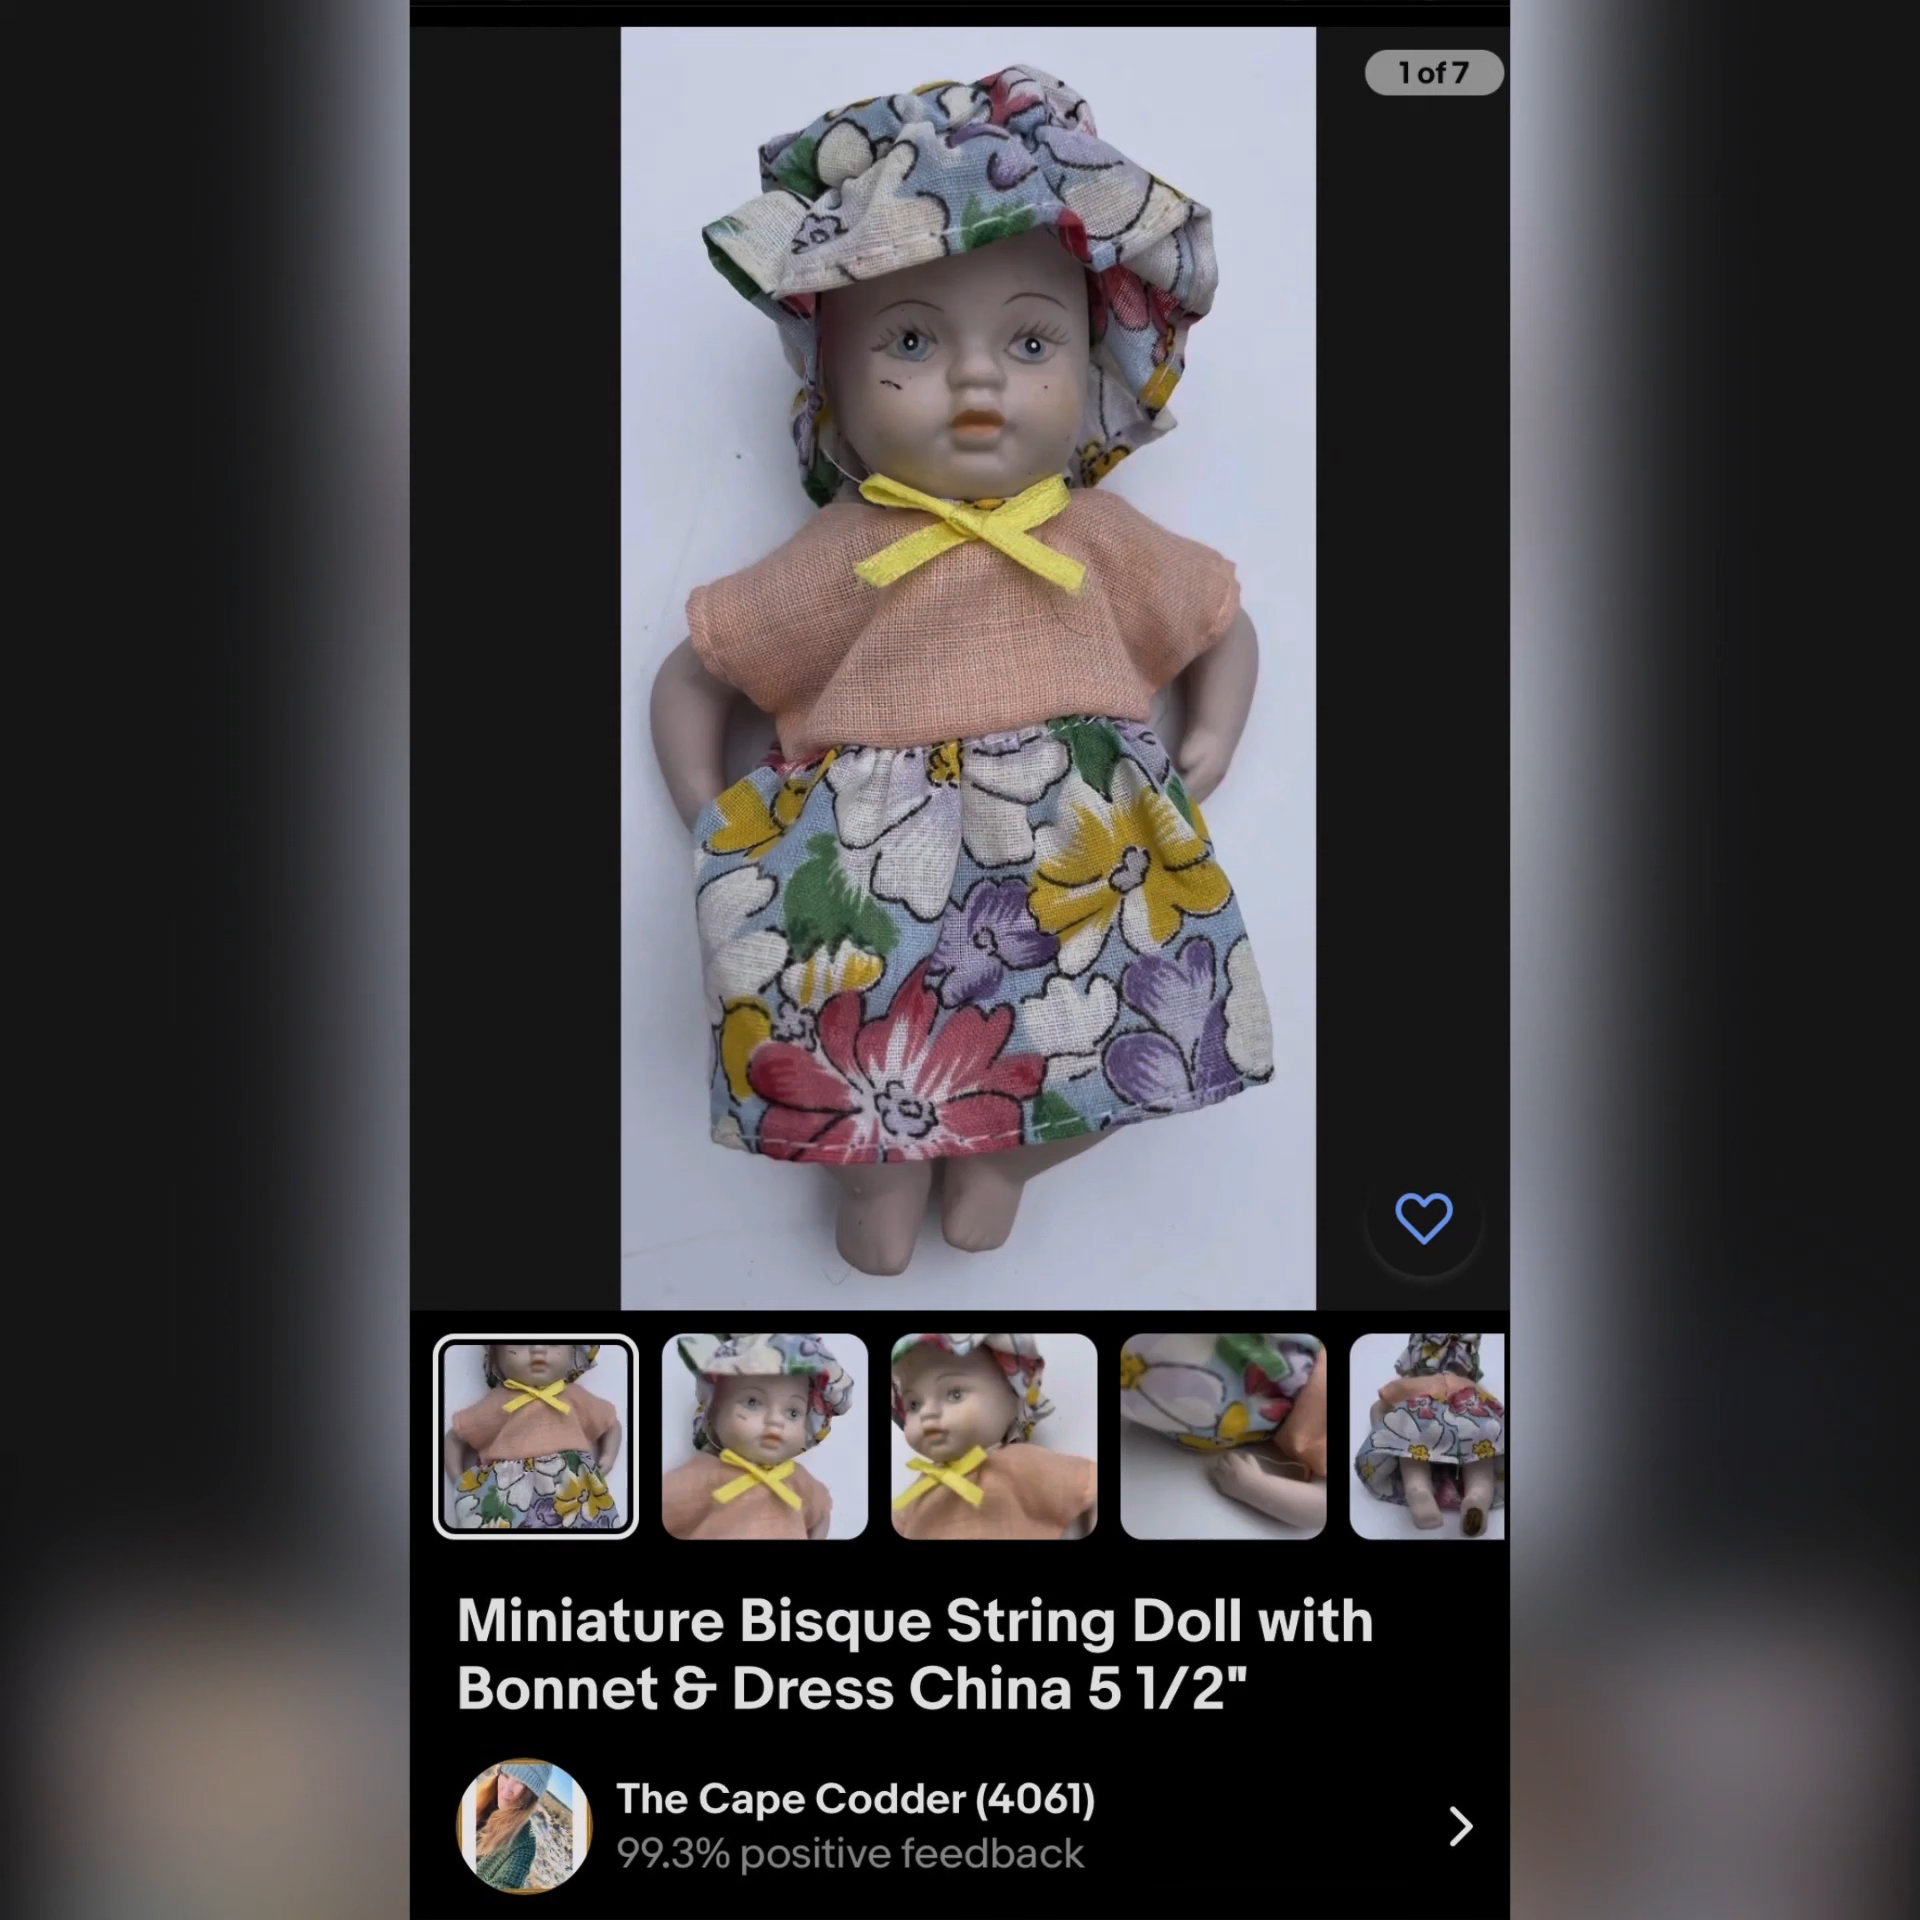 1 of 7
Miniature Bisque String Doll with
Bonnet & Dress China 5 1/2"
The Cape Codder (4061)
99.3% positive feedback